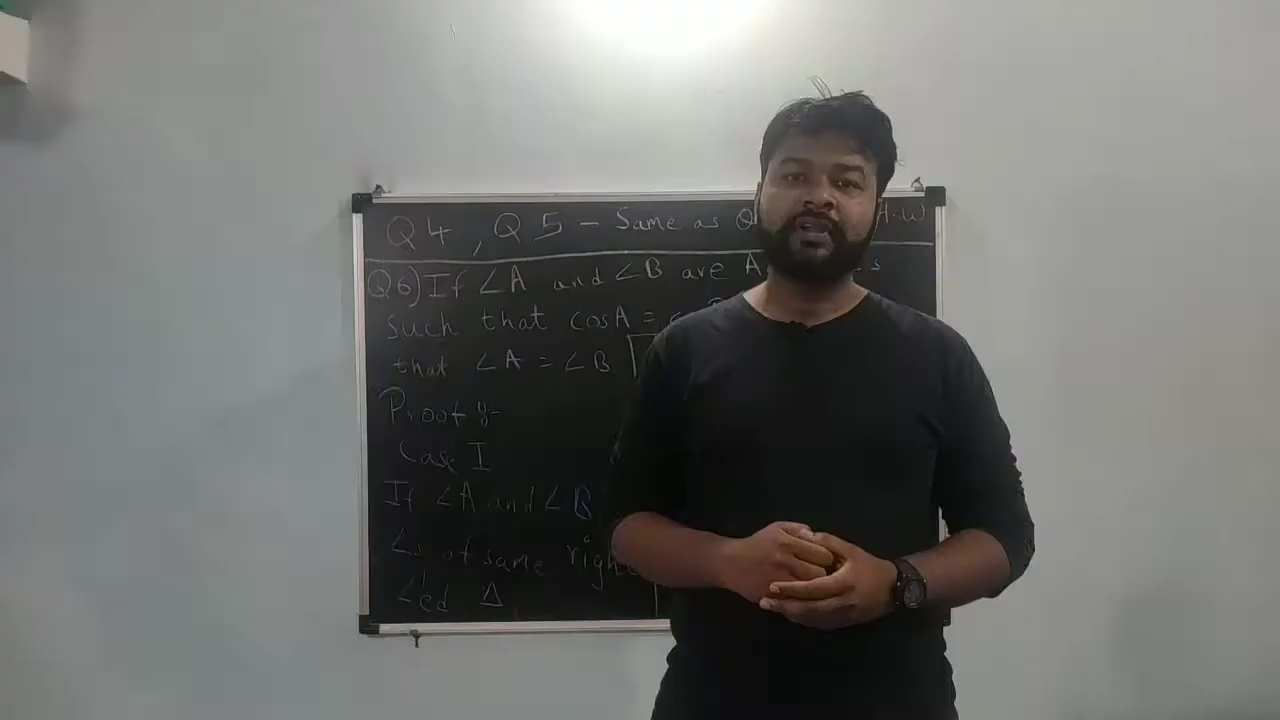 Q4, Q5 - Same as Q H.W
Q6) If ∠A and ∠B are A
such that cosA =
that ∠A = ∠B
Proof :-
Case I
If ∠A and ∠B
∠s of same right
∠'ed Δ